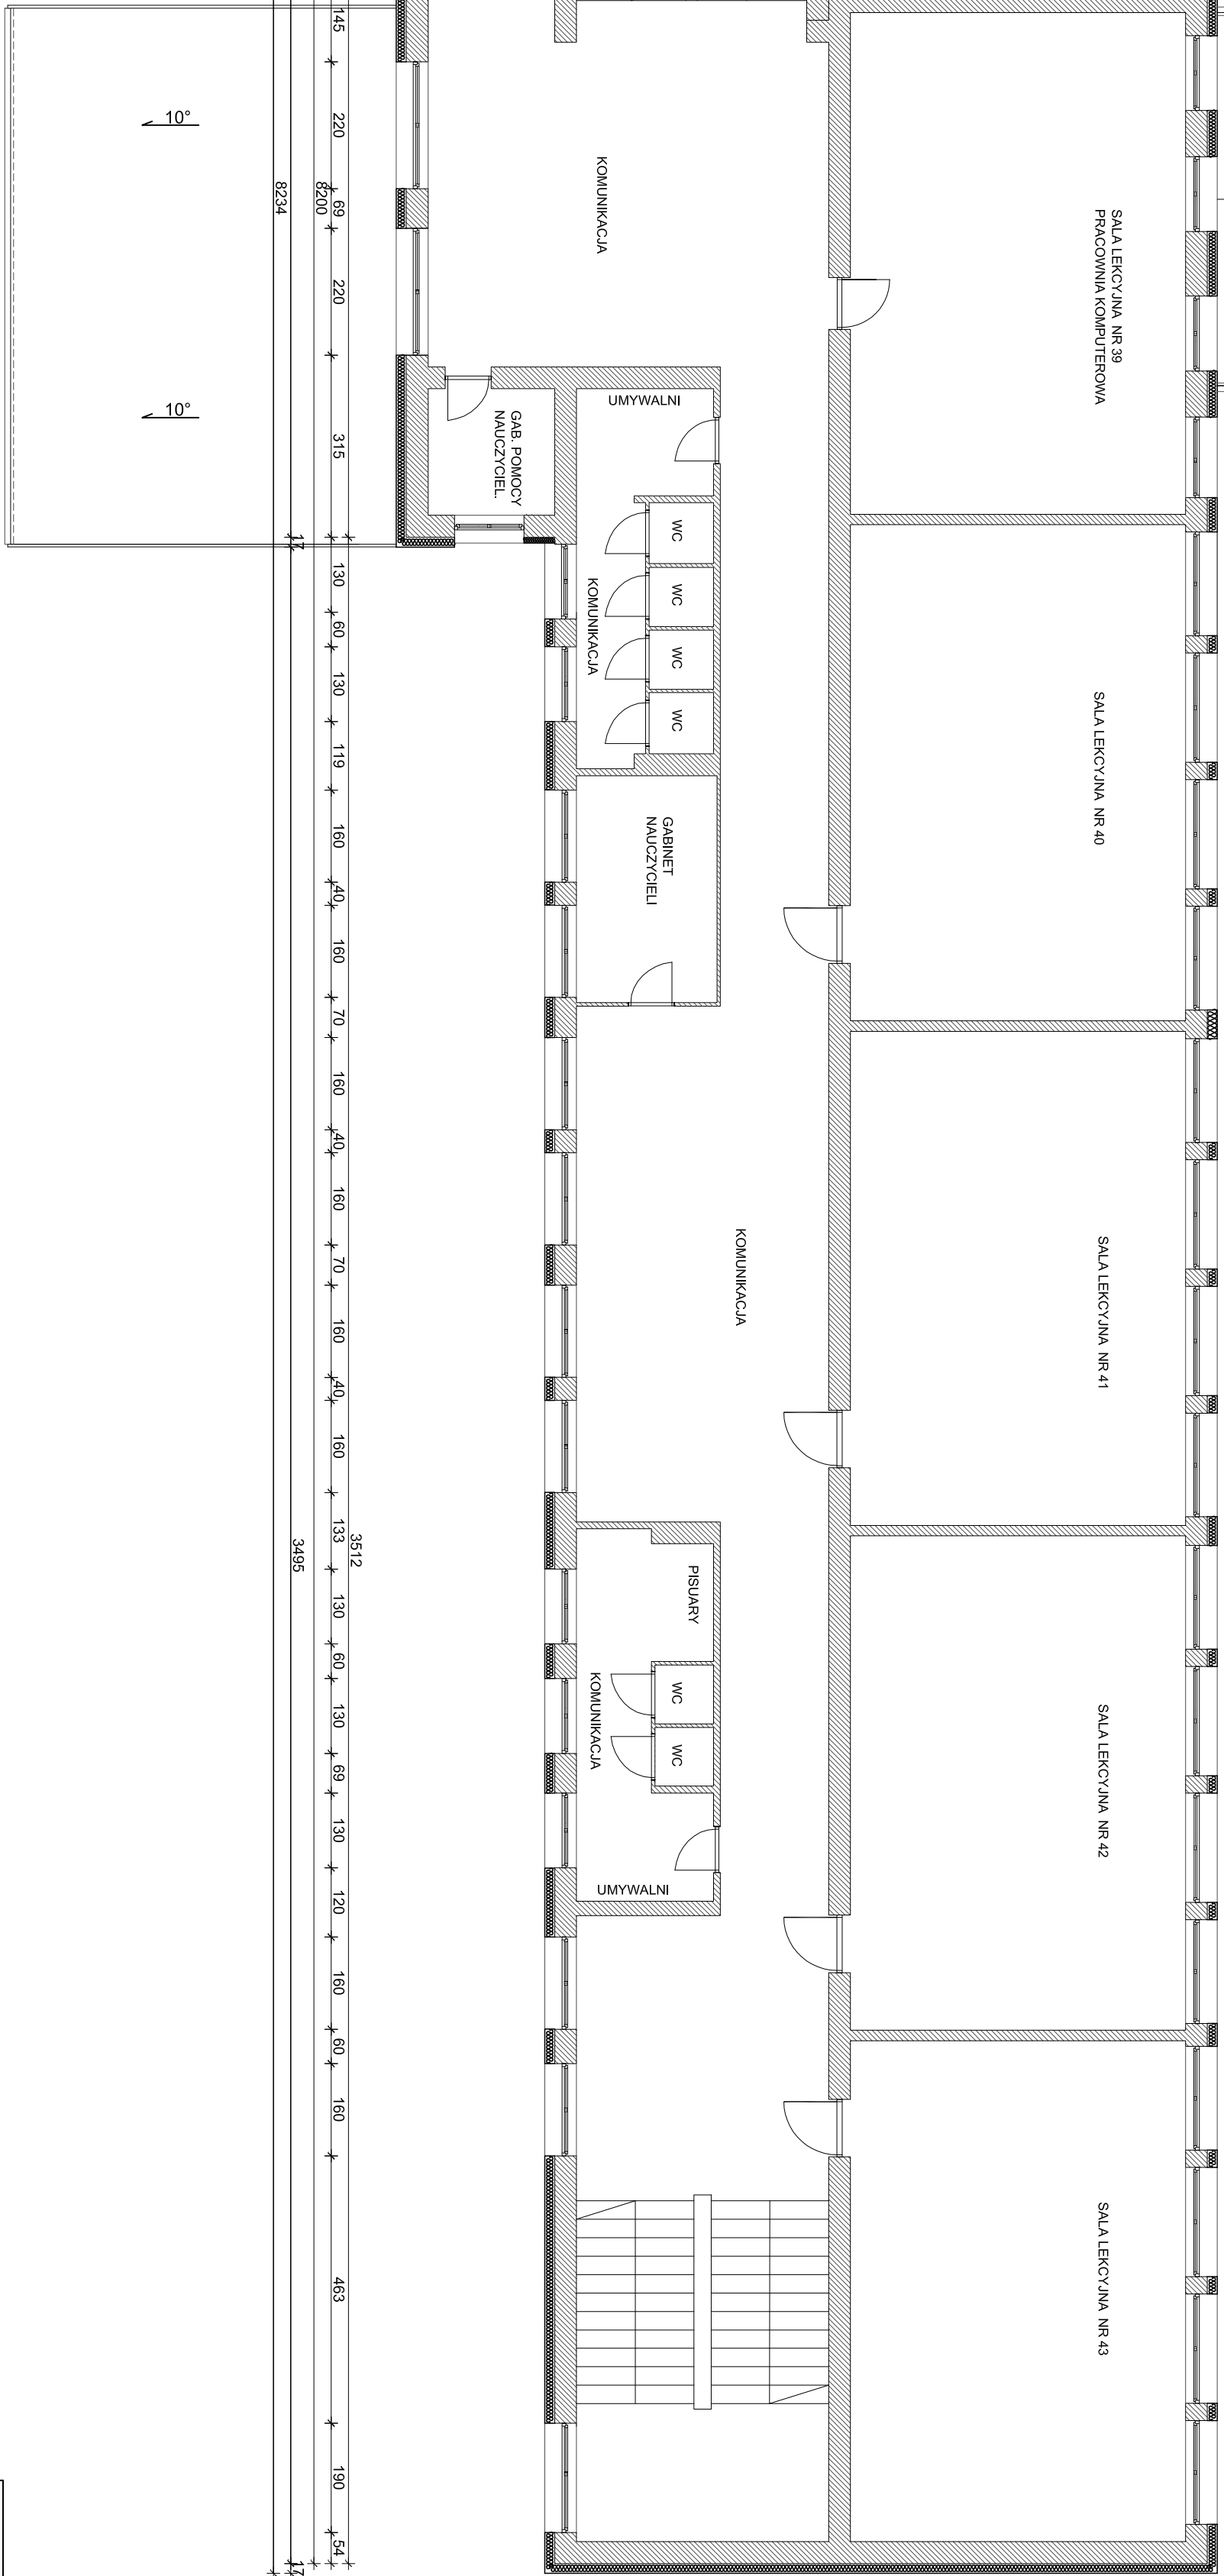 10°
10°
8234
17
3495
17
8200
145
220
69
220
315
130
60
130
119
160
40
160
70
160
40
160
70
160
40
160
133
130
60
130
69
130
120
160
60
160
463
190
54
3512
KOMUNIKACJA
SALA LEKCYJNA NR 39
PRACOWNIA KOMPUTEROWA
UMYWALNI
GAB. POMOCY
NAUCZYCIEL.
WC
WC
WC
WC
KOMUNIKACJA
SALA LEKCYJNA NR 40
GABINET
NAUCZYCIELI
KOMUNIKACJA
SALA LEKCYJNA NR 41
PISUARY
WC
WC
KOMUNIKACJA
UMYWALNI
SALA LEKCYJNA NR 42
SALA LEKCYJNA NR 43